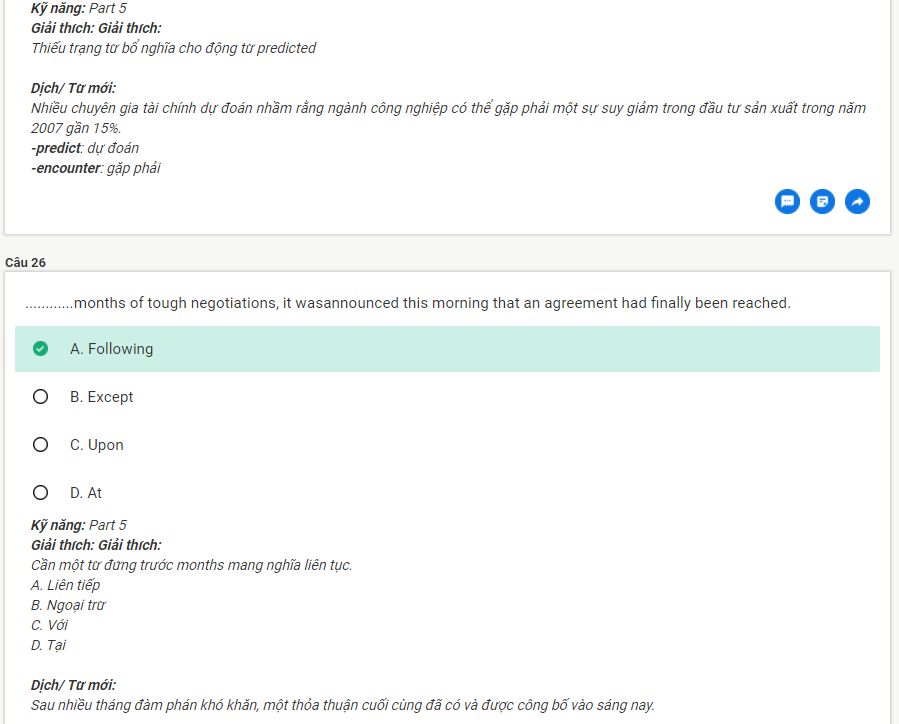 Kỹ năng: Part 5
Giải thích: Giải thích:
Thiếu trạng từ bổ nghĩa cho động từ predicted
Dịch/ Từ mới:
Nhiều chuyên gia tài chính dự đoán nhầm rằng ngành công nghiệp có thể gặp phải một sự suy giảm trong đầu tư sản xuất trong năm
2007 gần 15%.
-predict: dự đoán
-encounter: gặp phải
Câu 26
............months of tough negotiations, it wasannounced this morning that an agreement had finally been reached.
A. Following
B. Except
C. Upon
D. At
Kỹ năng: Part 5
Giải thích: Giải thích:
Cần một từ đứng trước months mang nghĩa liên tục.
A. Liên tiếp
B. Ngoại trừ
C. Với
D. Tại
Dịch/ Từ mới:
Sau nhiều tháng đàm phán khó khăn, một thỏa thuận cuối cùng đã có và được công bố vào sáng nay.